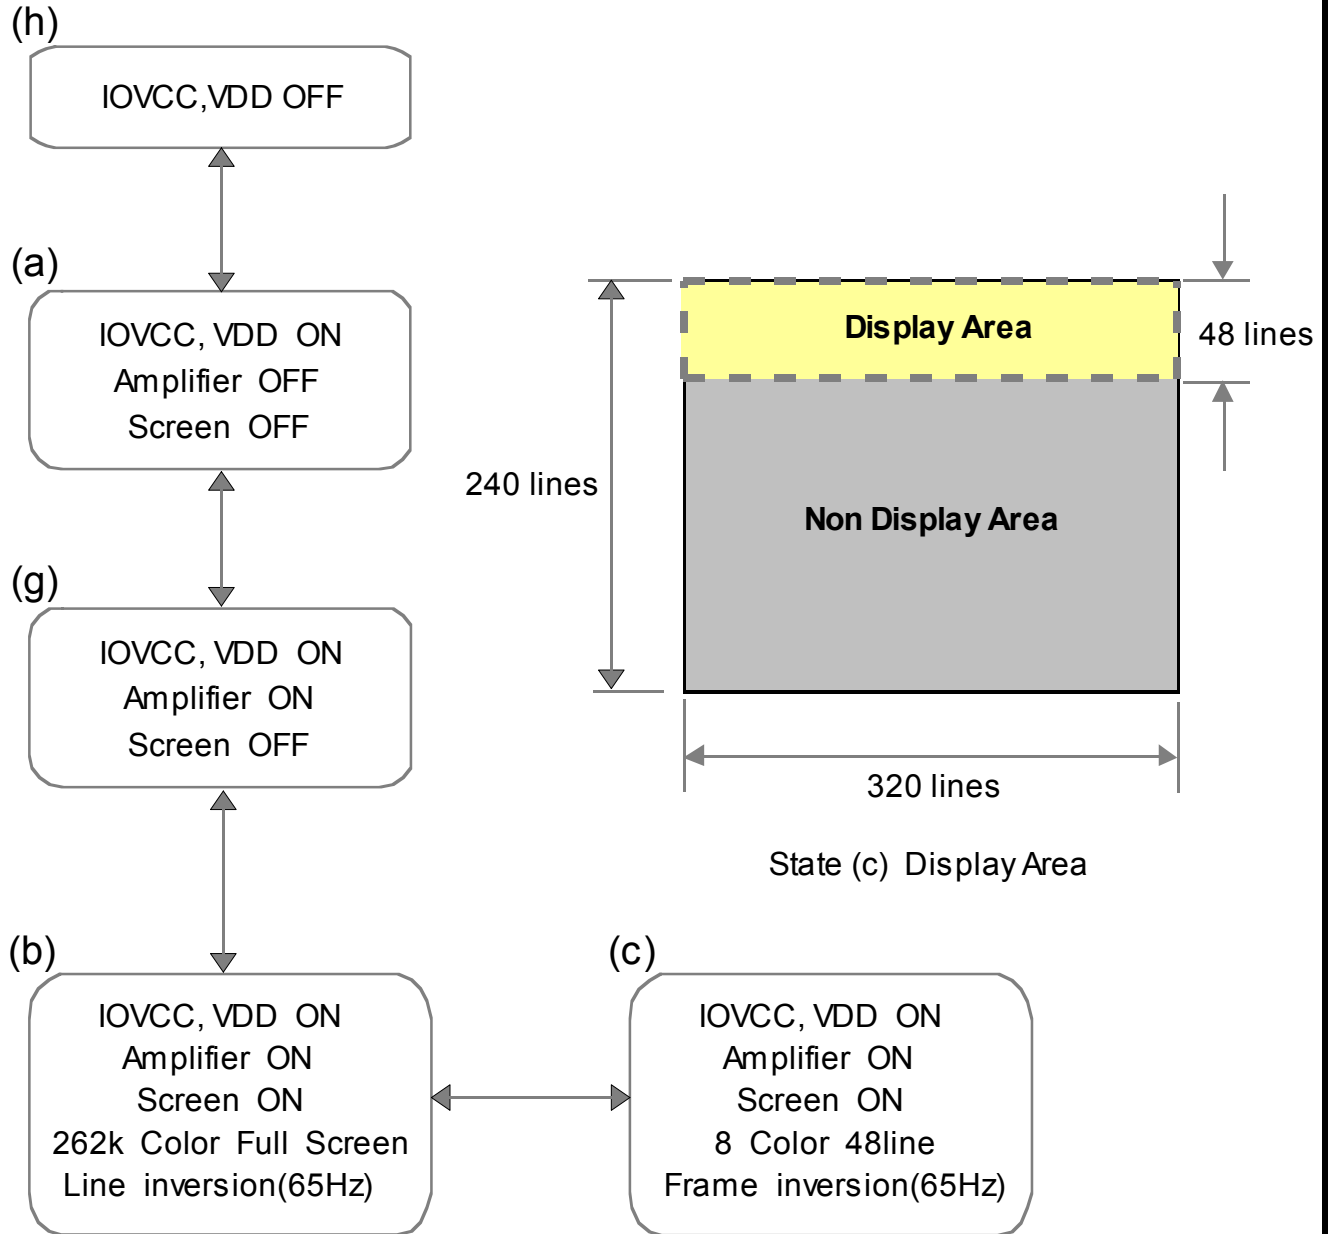 (h)
IOVCC,VDD OFF
(a)
IOVCC, VDD ON
Amplifier OFF
Screen OFF
(g)
IOVCC, VDD ON
Amplifier ON
Screen OFF
(b)
IOVCC, VDD ON
Amplifier ON
Screen ON
262k Color Full Screen
Line inversion(65Hz)
(c)
IOVCC, VDD ON
Amplifier ON
Screen ON
8 Color 48line
Frame inversion(65Hz)
Display Area
48 lines
240 lines
Non Display Area
320 lines
State (c) Display Area